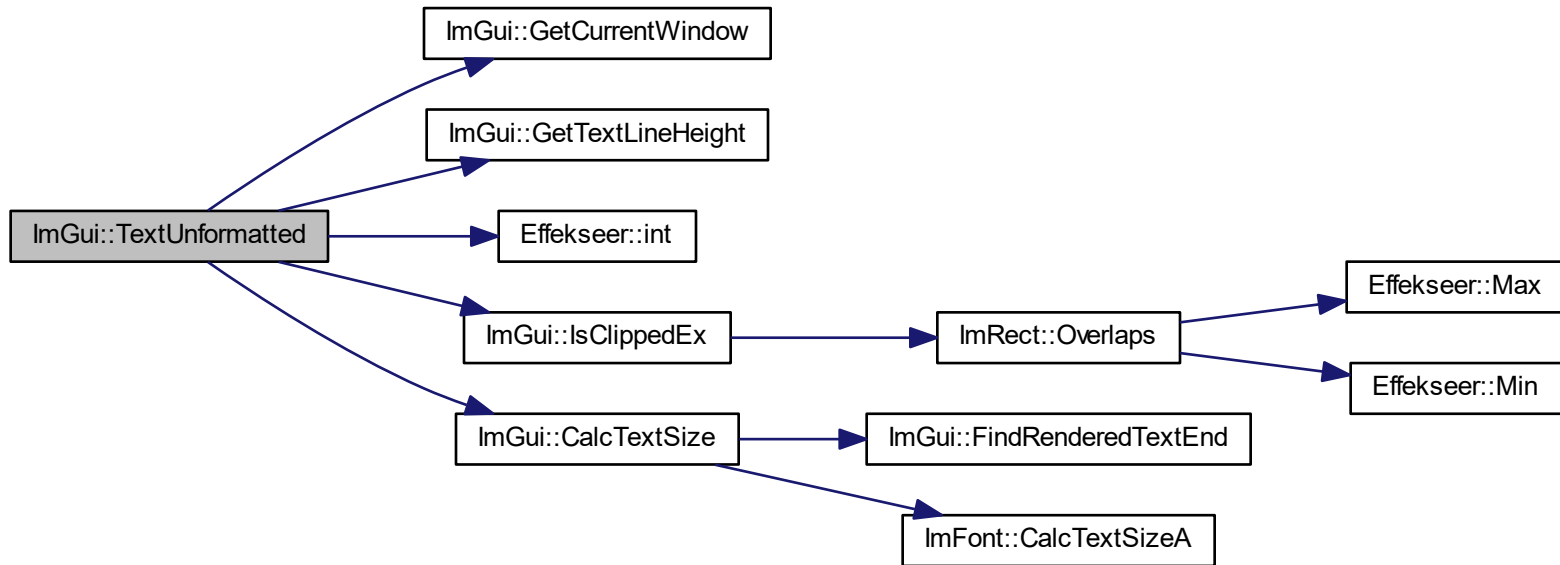 ImGui::GetCurrentWindow
ImGui::GetTextLineHeight
ImGui::TextUnformatted
Effekseer::int
Effekseer::Max
ImGui::IsClippedEx
ImRect::Overlaps
Effekseer::Min
ImGui::CalcTextSize
ImGui::FindRenderedTextEnd
ImFont::CalcTextSizeA